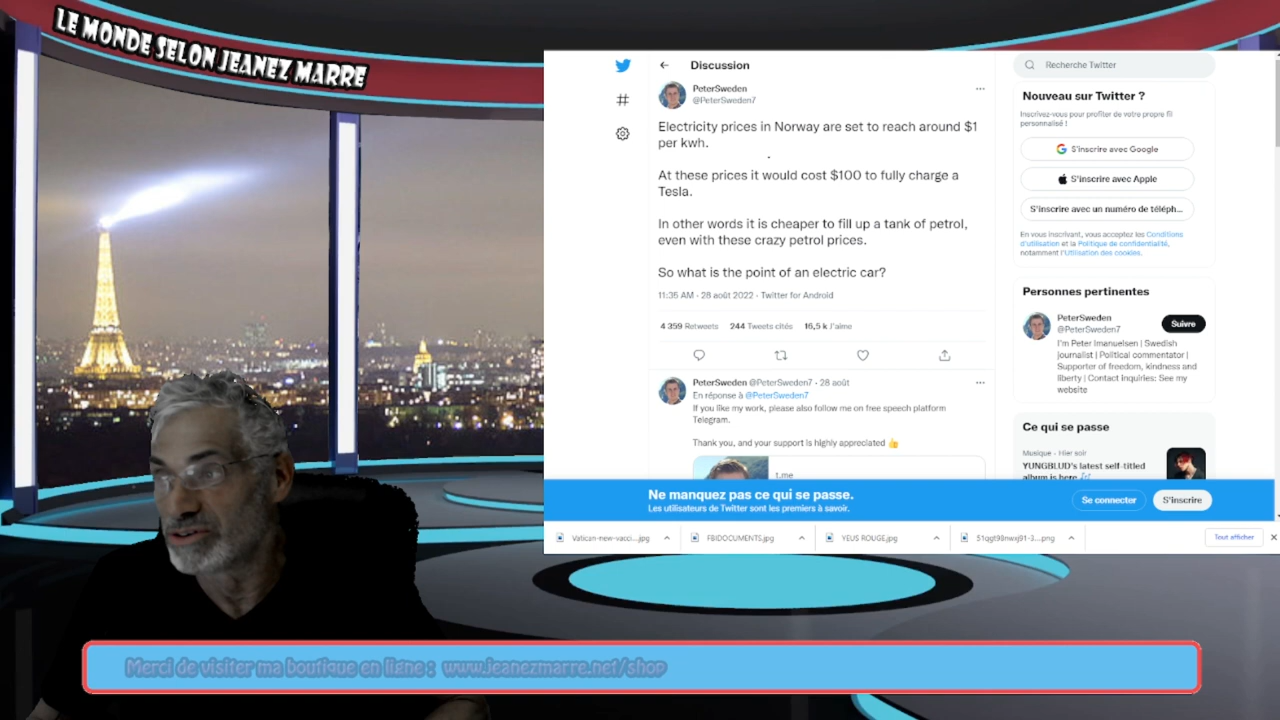 LE MONDE SELON JEANEZ MARRE
Discussion
PeterSweden
@PeterSweden7
Electricity prices in Norway are set to reach around $1
per kwh.
At these prices it would cost $100 to fully charge a
Tesla.
In other words it is cheaper to fill up a tank of petrol,
even with these crazy petrol prices.
So what is the point of an electric car?
11:35 AM · 28 août 2022 · Twitter for Android
4 359 Retweets 244 Tweets cités 16,5 k J'aime
PeterSweden @PeterSweden7 · 28 août
En réponse à @PeterSweden7
If you like my work, please also follow me on free speech platform
Telegram.
Thank you, and your support is highly appreciated 👍
t.me
Recherche Twitter
Nouveau sur Twitter ?
Inscrivez-vous pour profiter de votre propre fil
personnalisé !
S'inscrire avec Google
S'inscrire avec Apple
S'inscrire avec un numéro de téléph...
En vous inscrivant, vous acceptez les Conditions
d'utilisation et la Politique de confidentialité,
notamment l'Utilisation des cookies.
Personnes pertinentes
PeterSweden
@PeterSweden7
Suivre
I'm Peter Imanuelsen | Swedish
journalist | Political commentator |
Supporter of freedom, kindness and
liberty | Contact Inquiries: See my
website
Ce qui se passe
Musique · Hier soir
YUNGBLUD's latest self-titled
album is here
Ne manquez pas ce qui se passe.
Les utilisateurs de Twitter sont les premiers à savoir.
Se connecter
S'inscrire
Vatican-new-vacci....jpg
FBIDOCUMENTS.jpg
YEUS ROUGE.jpg
51qgt98nwxj91-3....png
Tout afficher
Merci de visiter ma boutique en ligne : www.jeanezmarre.net/shop